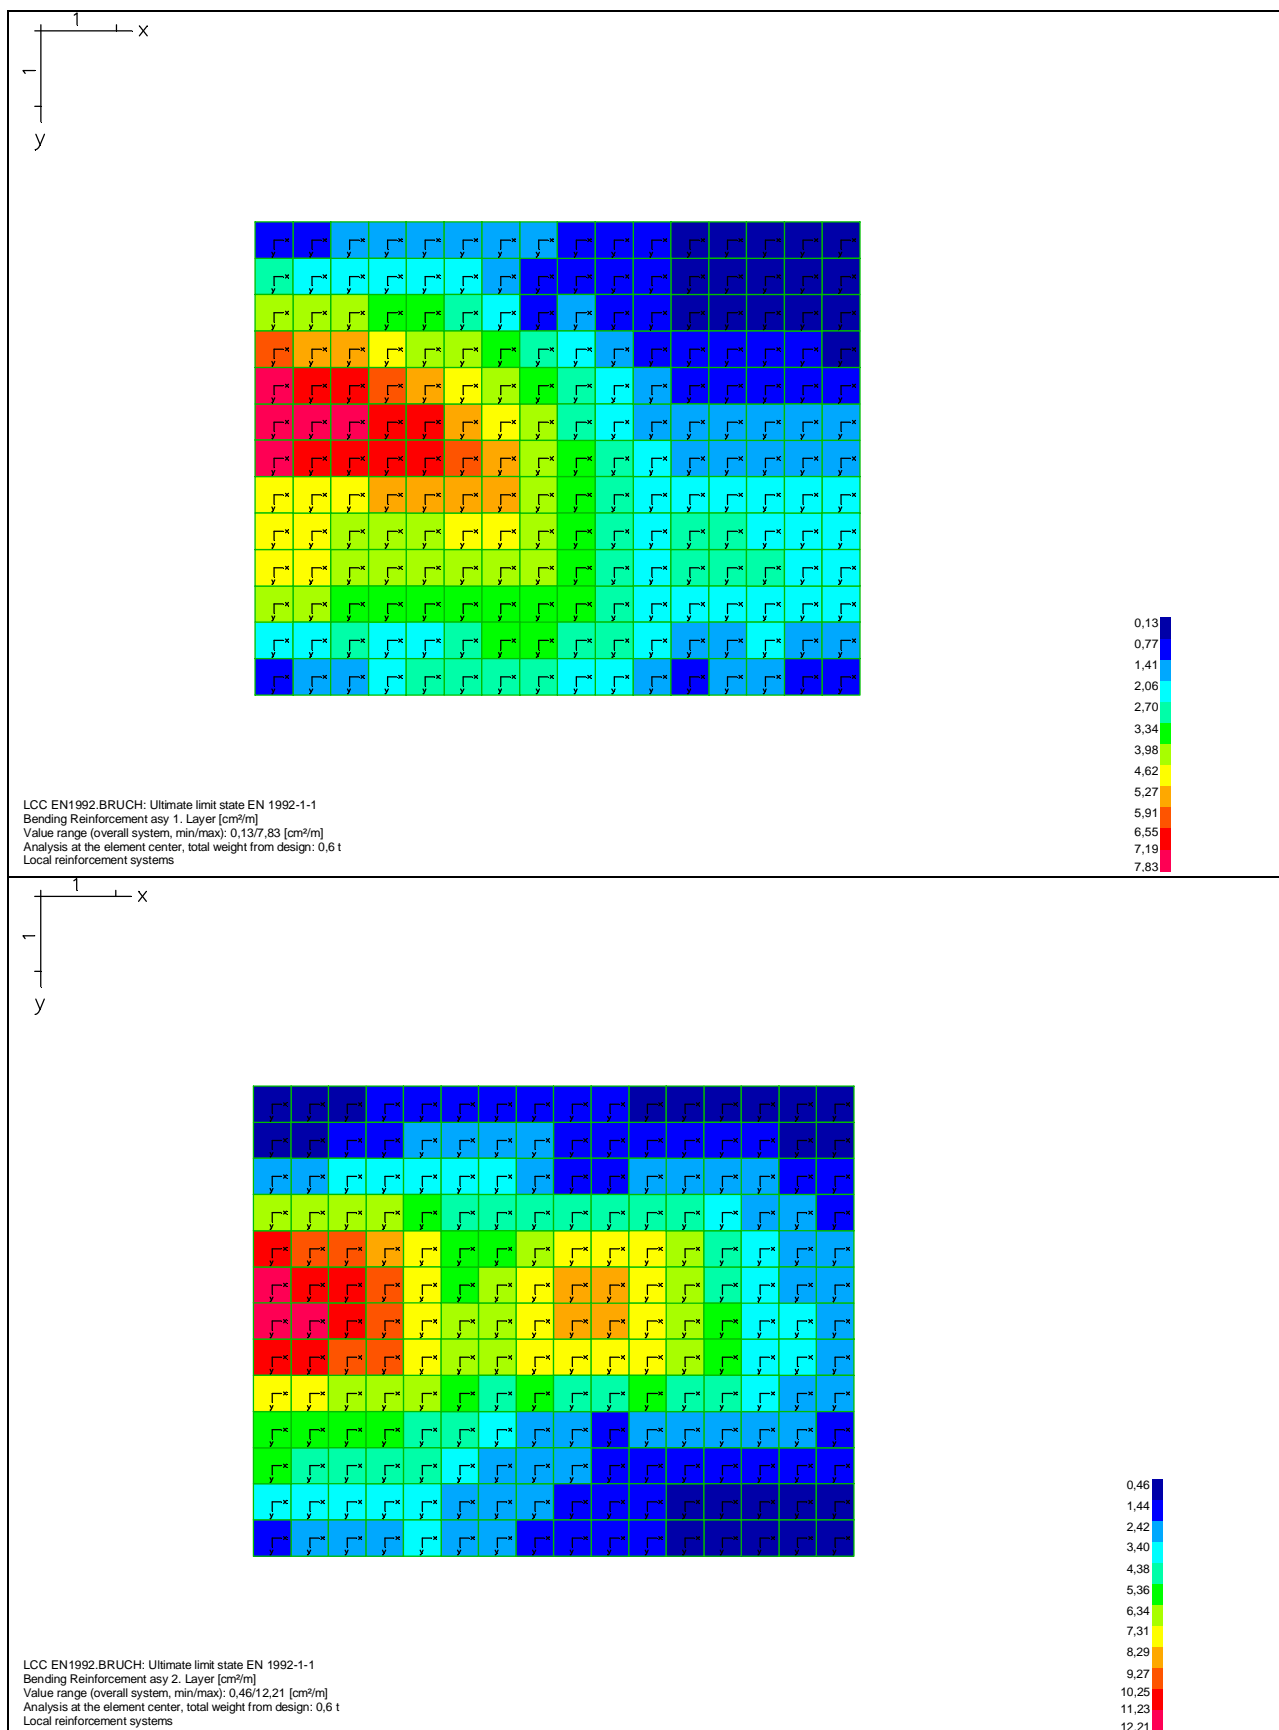 1
x
1
y
0,13
0,77
1,41
2,06
2,70
3,34
3,98
4,62
5,27
5,91
6,55
7,19
7,83
LCC EN1992.BRUCH: Ultimate limit state EN 1992-1-1
Bending Reinforcement asy 1. Layer [cm²/m]
Value range (overall system, min/max): 0,13/7,83 [cm²/m]
Analysis at the element center, total weight from design: 0,6 t
Local reinforcement systems
1
x
1
y
0,46
1,44
2,42
3,40
4,38
5,36
6,34
7,31
8,29
9,27
10,25
11,23
12,21
LCC EN1992.BRUCH: Ultimate limit state EN 1992-1-1
Bending Reinforcement asy 2. Layer [cm²/m]
Value range (overall system, min/max): 0,46/12,21 [cm²/m]
Analysis at the element center, total weight from design: 0,6 t
Local reinforcement systems